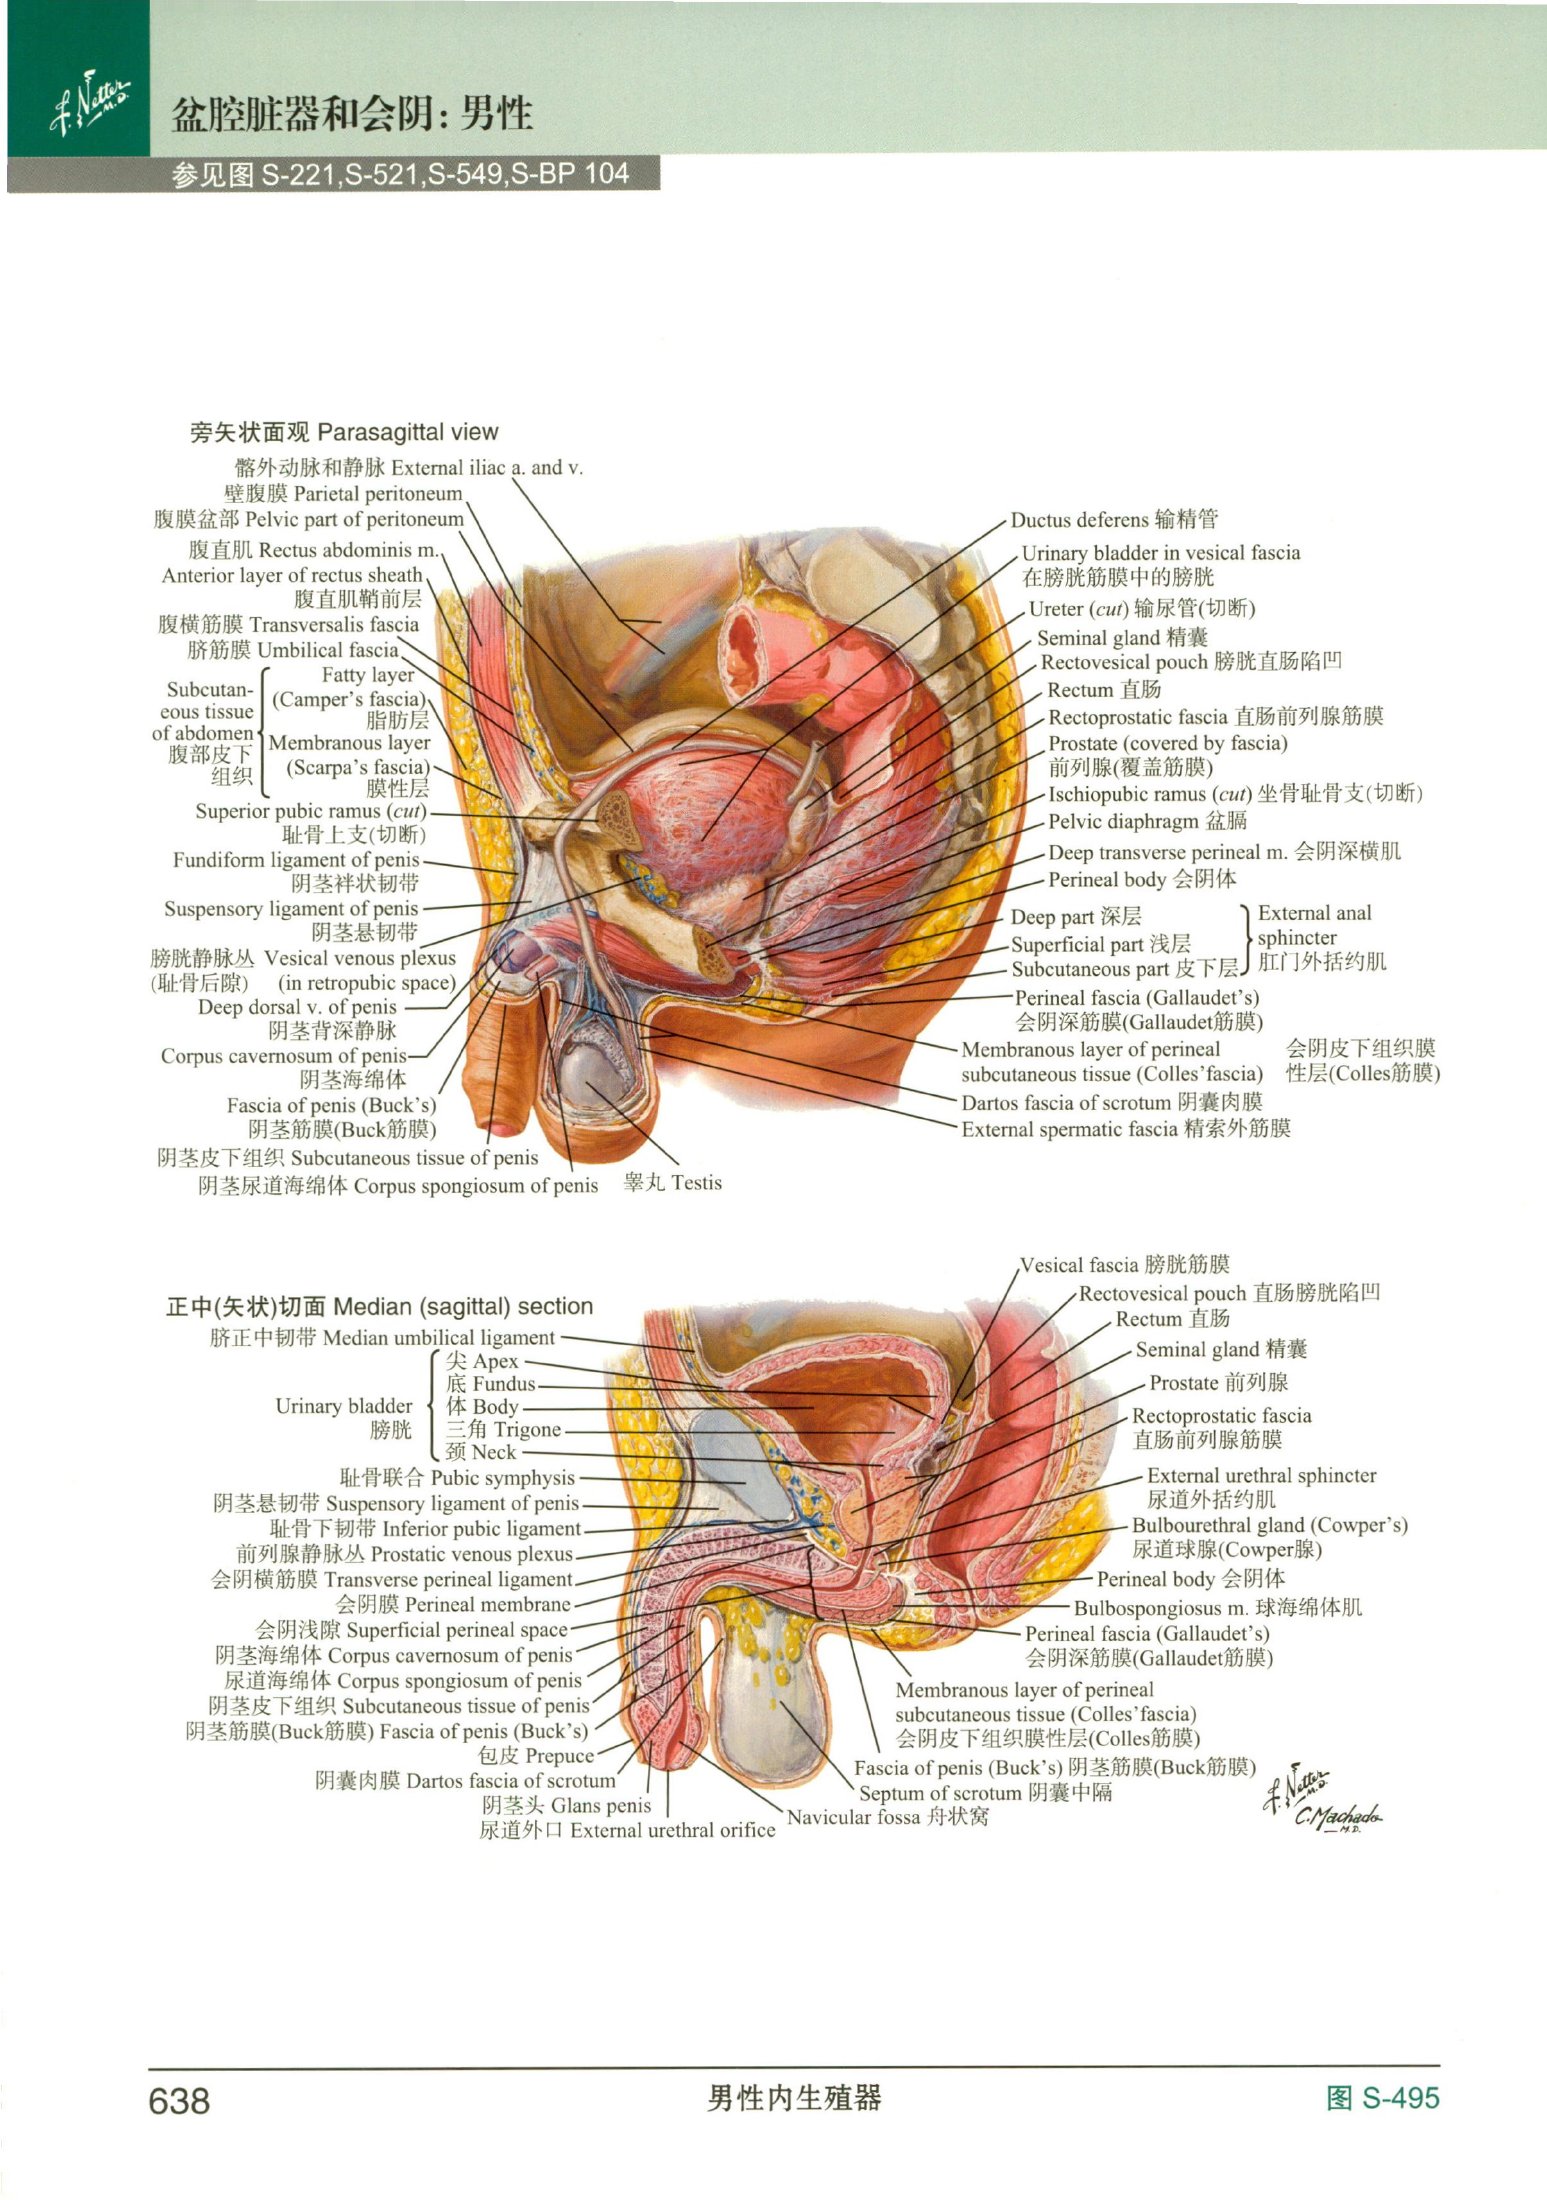 F. Netter M.D.
盆腔脏器和会阴: 男性
参见图 S-221,S-521,S-549,S-BP 104
旁矢状面观 Parasagittal view
髂外动脉和静脉 External iliac a. and v.
壁腹膜 Parietal peritoneum
腹膜盆部 Pelvic part of peritoneum
腹直肌 Rectus abdominis m.
Anterior layer of rectus sheath
腹直肌鞘前层
腹横筋膜 Transversalis fascia
脐筋膜 Umbilical fascia
Subcutan-
eous tissue
of abdomen
腹部皮下
组织
Fatty layer
(Camper's fascia)
脂肪层
Membranous layer
(Scarpa's fascia)
膜性层
Superior pubic ramus (cut)
耻骨上支(切断)
Fundiform ligament of penis
阴茎袢状韧带
Suspensory ligament of penis
阴茎悬韧带
膀胱静脉丛 Vesical venous plexus
(耻骨后隙) (in retropubic space)
Deep dorsal v. of penis
阴茎背深静脉
Corpus cavernosum of penis
阴茎海绵体
Fascia of penis (Buck's)
阴茎筋膜(Buck筋膜)
阴茎皮下组织 Subcutaneous tissue of penis
阴茎尿道海绵体 Corpus spongiosum of penis
睾丸 Testis
Ductus deferens 输精管
Urinary bladder in vesical fascia
在膀胱筋膜中的膀胱
Ureter (cut) 输尿管(切断)
Seminal gland 精囊
Rectovesical pouch 膀胱直肠陷凹
Rectum 直肠
Rectoprostatic fascia 直肠前列腺筋膜
Prostate (covered by fascia)
前列腺(覆盖筋膜)
Ischiopubic ramus (cut) 坐骨耻骨支(切断)
Pelvic diaphragm 盆膈
Deep transverse perineal m. 会阴深横肌
Perineal body 会阴体
Deep part 深层
Superficial part 浅层
Subcutaneous part 皮下层
External anal
sphincter
肛门外括约肌
Perineal fascia (Gallaudet's)
会阴深筋膜(Gallaudet筋膜)
Membranous layer of perineal
subcutaneous tissue (Colles'fascia)
会阴皮下组织膜
性层(Colles筋膜)
Dartos fascia of scrotum 阴囊肉膜
External spermatic fascia 精索外筋膜
正中(矢状)切面 Median (sagittal) section
脐正中韧带 Median umbilical ligament
Urinary bladder
膀胱
尖 Apex
底 Fundus
体 Body
三角 Trigone
颈 Neck
耻骨联合 Pubic symphysis
阴茎悬韧带 Suspensory ligament of penis
耻骨下韧带 Inferior pubic ligament
前列腺静脉丛 Prostatic venous plexus
会阴横筋膜 Transverse perineal ligament
会阴膜 Perineal membrane
会阴浅隙 Superficial perineal space
阴茎海绵体 Corpus cavernosum of penis
尿道海绵体 Corpus spongiosum of penis
阴茎皮下组织 Subcutaneous tissue of penis
阴茎筋膜(Buck筋膜) Fascia of penis (Buck's)
包皮 Prepuce
阴囊肉膜 Dartos fascia of scrotum
阴茎头 Glans penis
尿道外口 External urethral orifice
Vesical fascia 膀胱筋膜
Rectovesical pouch 直肠膀胱陷凹
Rectum 直肠
Seminal gland 精囊
Prostate 前列腺
Rectoprostatic fascia
直肠前列腺筋膜
External urethral sphincter
尿道外括约肌
Bulbourethral gland (Cowper's)
尿道球腺(Cowper腺)
Perineal body 会阴体
Bulbospongiosus m. 球海绵体肌
Perineal fascia (Gallaudet's)
会阴深筋膜(Gallaudet筋膜)
Membranous layer of perineal
subcutaneous tissue (Colles'fascia)
会阴皮下组织膜性层(Colles筋膜)
Fascia of penis (Buck's) 阴茎筋膜(Buck筋膜)
Septum of scrotum 阴囊中隔
Navicular fossa 舟状窝
F. Netter M.D.
C. Machado M.D.
638
男性内生殖器
图 S-495